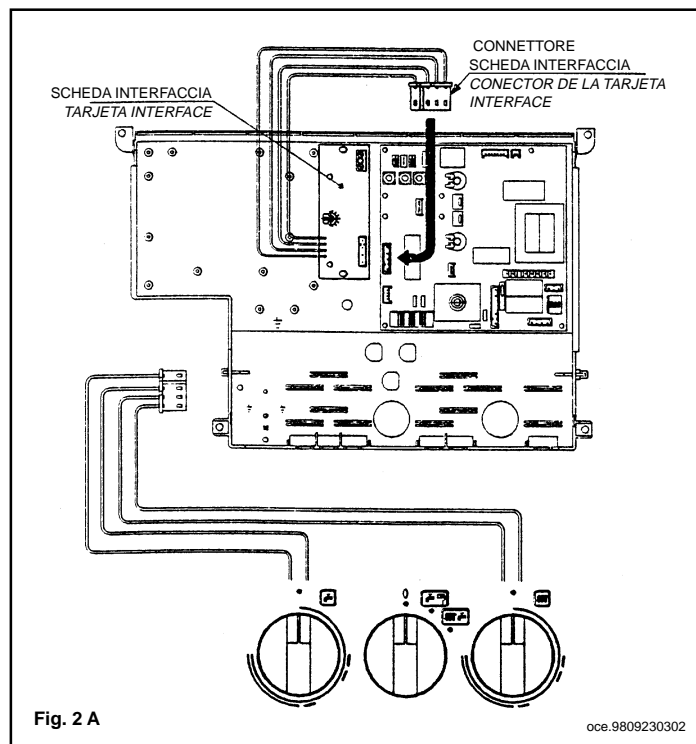 CONNETTORE
SCHEDA INTERFACCIA
CONECTOR DE LA TARJETA
INTERFACE
SCHEDA INTERFACCIA
TARJETA INTERFACE
Fig. 2 A
oce.9809230302